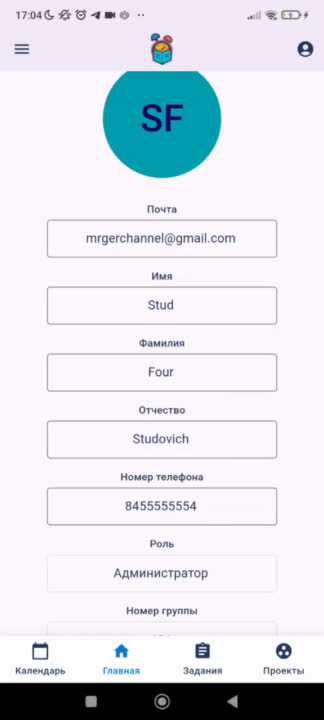 17:04
SF
Почта
mrgerchannel@gmail.com
Имя
Stud
Фамилия
Four
Отчество
Studovich
Номер телефона
8455555554
Роль
Администратор
Номер группы
Календарь Главная Задания Проекты